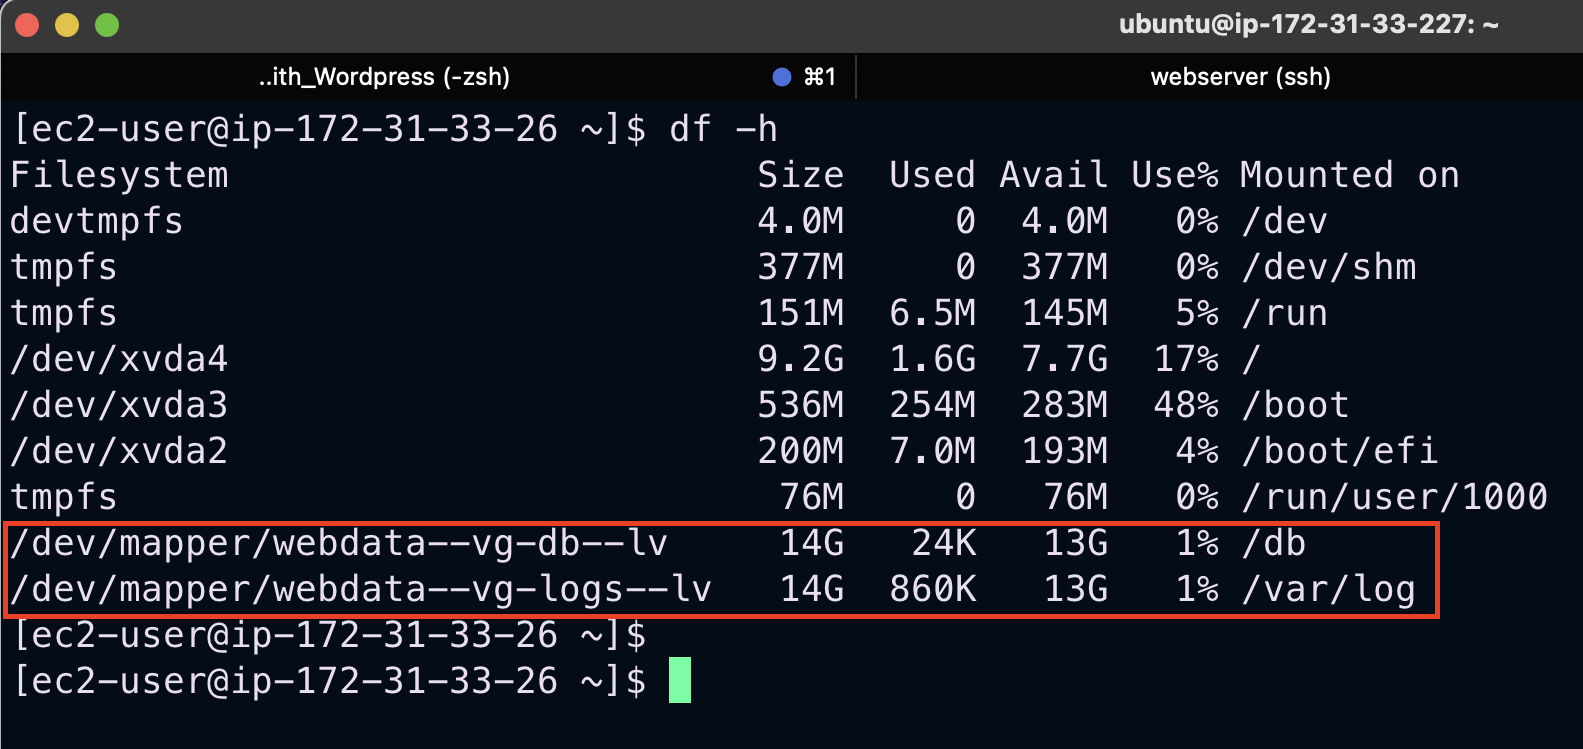 ubuntu@ip-172-31-33-227: ~
..ith_Wordpress (-zsh) ⌘1 webserver (ssh)
[ec2-user@ip-172-31-33-26 ~]$ df -h
Filesystem Size Used Avail Use% Mounted on
devtmpfs 4.0M 0 4.0M 0% /dev
tmpfs 377M 0 377M 0% /dev/shm
tmpfs 151M 6.5M 145M 5% /run
/dev/xvda4 9.2G 1.6G 7.7G 17% /
/dev/xvda3 536M 254M 283M 48% /boot
/dev/xvda2 200M 7.0M 193M 4% /boot/efi
tmpfs 76M 0 76M 0% /run/user/1000
/dev/mapper/webdata--vg-db--lv 14G 24K 13G 1% /db
/dev/mapper/webdata--vg-logs--lv 14G 860K 13G 1% /var/log
[ec2-user@ip-172-31-33-26 ~]$
[ec2-user@ip-172-31-33-26 ~]$